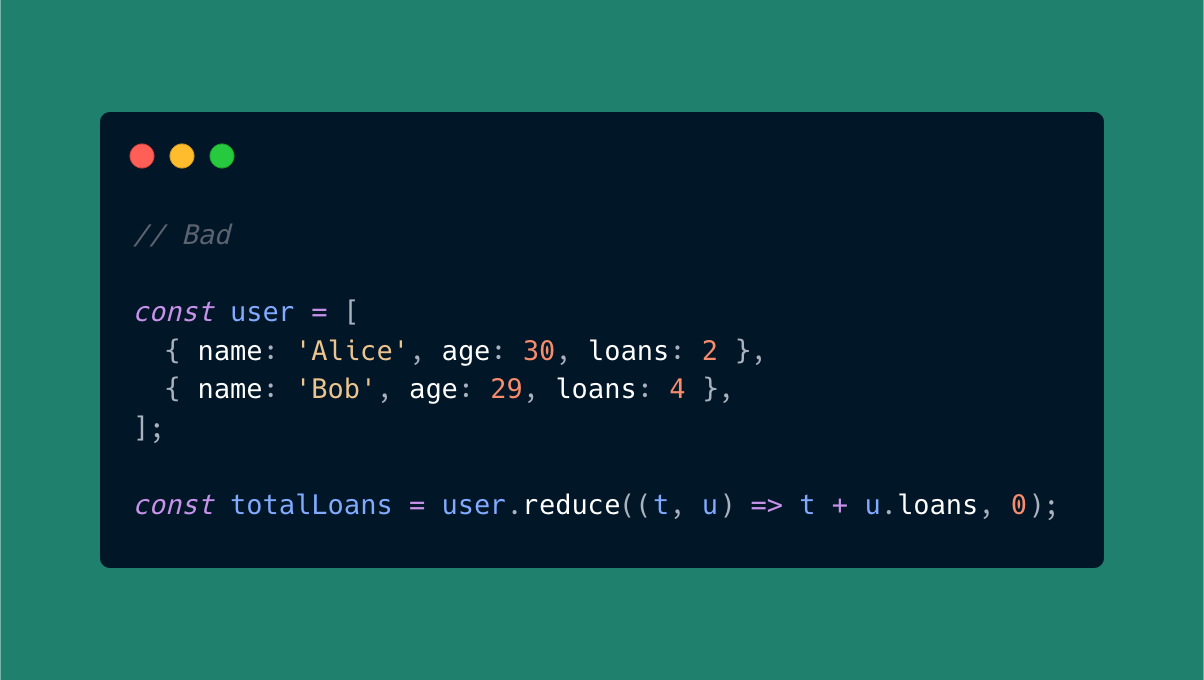 // Bad
const user = [
  { name: 'Alice', age: 30, loans: 2 },
  { name: 'Bob', age: 29, loans: 4 },
];
const totalLoans = user.reduce((t, u) => t + u.loans, 0);